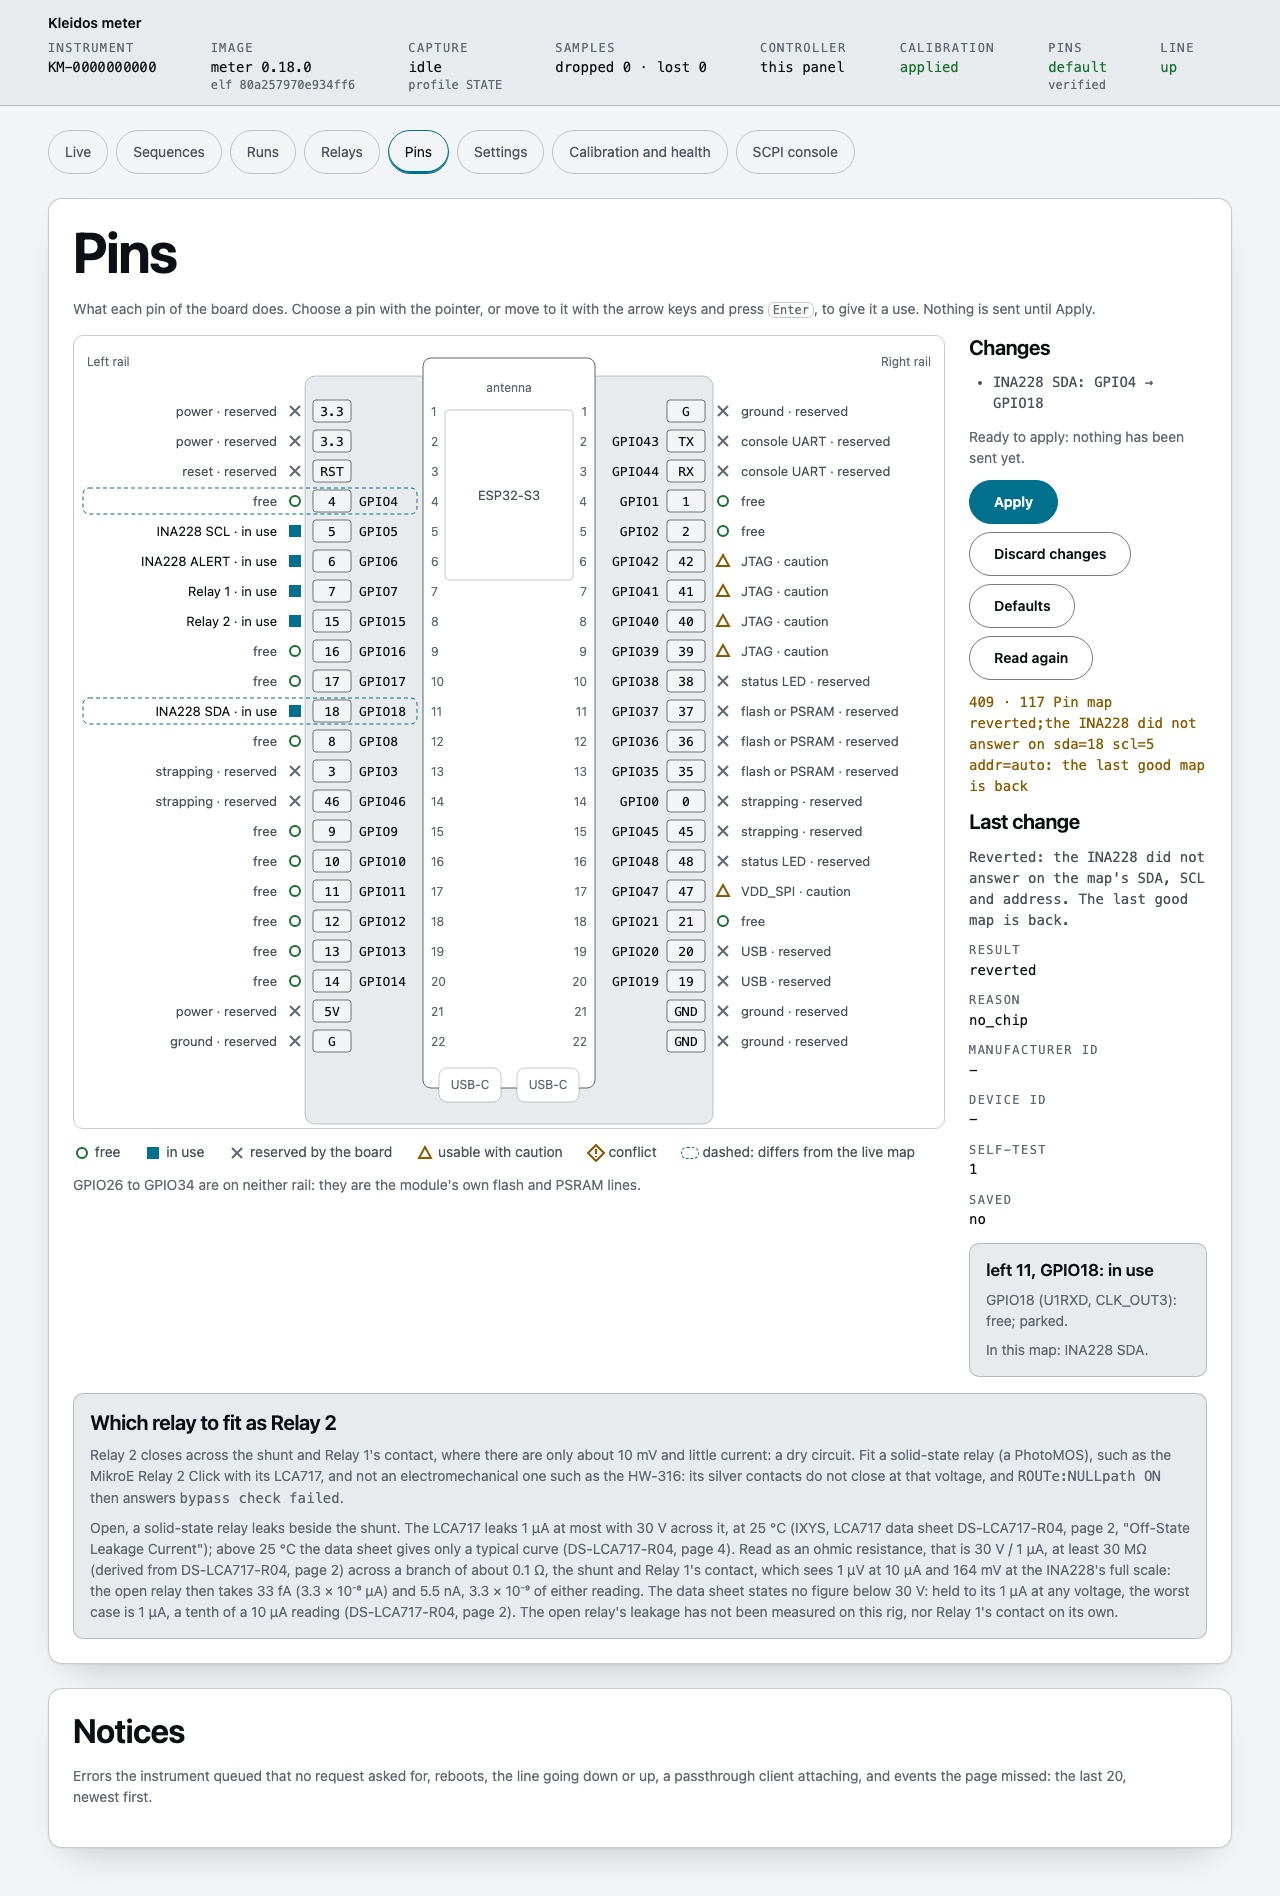 Kleidos meter
INSTRUMENT IMAGE CAPTURE SAMPLES CONTROLLER CALIBRATION PINS LINE
KM-0000000000 meter 0.18.0 idle dropped 0 · lost 0 this panel applied default up
elf 80a257970e934ff6 profile STATE verified
Live Sequences Runs Relays Pins Settings Calibration and health SCPI console
Pins
What each pin of the board does. Choose a pin with the pointer, or move to it with the arrow keys and press Enter, to give it a use. Nothing is sent until Apply.
Left rail Right rail
antenna
ESP32-S3
power · reserved 3.3 1 1 G ground · reserved
power · reserved 3.3 2 2 GPIO43 TX console UART · reserved
reset · reserved RST 3 3 GPIO44 RX console UART · reserved
free 4 GPIO4 4 4 GPIO1 1 free
INA228 SCL · in use 5 GPIO5 5 5 GPIO2 2 free
INA228 ALERT · in use 6 GPIO6 6 6 GPIO42 42 JTAG · caution
Relay 1 · in use 7 GPIO7 7 7 GPIO41 41 JTAG · caution
Relay 2 · in use 15 GPIO15 8 8 GPIO40 40 JTAG · caution
free 16 GPIO16 9 9 GPIO39 39 JTAG · caution
free 17 GPIO17 10 10 GPIO38 38 status LED · reserved
INA228 SDA · in use 18 GPIO18 11 11 GPIO37 37 flash or PSRAM · reserved
free 8 GPIO8 12 12 GPIO36 36 flash or PSRAM · reserved
strapping · reserved 3 GPIO3 13 13 GPIO35 35 flash or PSRAM · reserved
strapping · reserved 46 GPIO46 14 14 GPIO0 0 strapping · reserved
free 9 GPIO9 15 15 GPIO45 45 strapping · reserved
free 10 GPIO10 16 16 GPIO48 48 status LED · reserved
free 11 GPIO11 17 17 GPIO47 47 VDD_SPI · caution
free 12 GPIO12 18 18 GPIO21 21 free
free 13 GPIO13 19 19 GPIO20 20 USB · reserved
free 14 GPIO14 20 20 GPIO19 19 USB · reserved
power · reserved 5V 21 21 GND ground · reserved
ground · reserved G 22 22 GND ground · reserved
USB-C USB-C
free in use reserved by the board usable with caution conflict dashed: differs from the live map
GPIO26 to GPIO34 are on neither rail: they are the module's own flash and PSRAM lines.
Changes
• INA228 SDA: GPIO4 →
GPIO18
Ready to apply: nothing has been
sent yet.
Apply
Discard changes
Defaults
Read again
409 · 117 Pin map
reverted;the INA228 did not
answer on sda=18 scl=5
addr=auto: the last good map
is back
Last change
Reverted: the INA228 did not
answer on the map's SDA, SCL
and address. The last good
map is back.
RESULT
reverted
REASON
no_chip
MANUFACTURER ID
—
DEVICE ID
—
SELF-TEST
1
SAVED
no
left 11, GPIO18: in use
GPIO18 (U1RXD, CLK_OUT3):
free; parked.
In this map: INA228 SDA.
Which relay to fit as Relay 2
Relay 2 closes across the shunt and Relay 1's contact, where there are only about 10 mV and little current: a dry circuit. Fit a solid-state relay (a PhotoMOS), such as the
MikroE Relay 2 Click with its LCA717, and not an electromechanical one such as the HW-316: its silver contacts do not close at that voltage, and ROUTe:NULLpath ON
then answers bypass check failed.
Open, a solid-state relay leaks beside the shunt. The LCA717 leaks 1 µA at most with 30 V across it, at 25 °C (IXYS, LCA717 data sheet DS-LCA717-R04, page 2, "Off-State
Leakage Current"); above 25 °C the data sheet gives only a typical curve (DS-LCA717-R04, page 4). Read as an ohmic resistance, that is 30 V / 1 µA, at least 30 MΩ
(derived from DS-LCA717-R04, page 2) across a branch of about 0.1 Ω, the shunt and Relay 1's contact, which sees 1 µV at 10 µA and 164 mV at the INA228's full scale:
the open relay then takes 33 fA (3.3 × 10⁻⁸ µA) and 5.5 nA, 3.3 × 10⁻⁹ of either reading. The data sheet states no figure below 30 V: held to its 1 µA at any voltage, the worst
case is 1 µA, a tenth of a 10 µA reading (DS-LCA717-R04, page 2). The open relay's leakage has not been measured on this rig, nor Relay 1's contact on its own.
Notices
Errors the instrument queued that no request asked for, reboots, the line going down or up, a passthrough client attaching, and events the page missed: the last 20,
newest first.